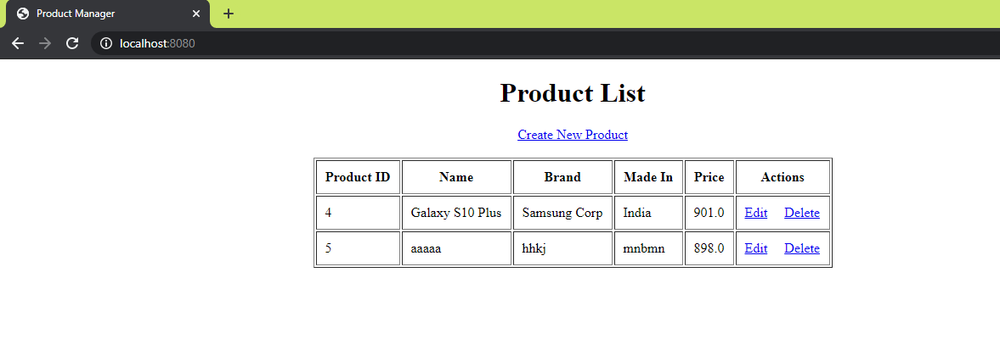 Product Manager
localhost:8080
Product List
Create New Product
Product ID Name Brand Made In Price Actions
4 Galaxy S10 Plus Samsung Corp India 901.0 Edit Delete
5 aaaaa hhkj mnbmn 898.0 Edit Delete